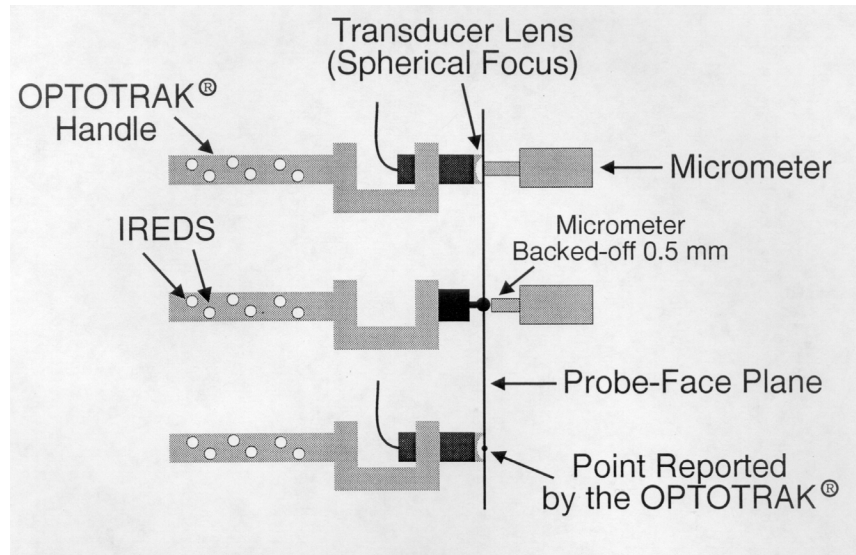 Transducer Lens
(Spherical Focus)
OPTOTRAK®
Handle
Micrometer
IREDS
Micrometer
Backed-off 0.5 mm
Probe-Face Plane
Point Reported
by the OPTOTRAK®